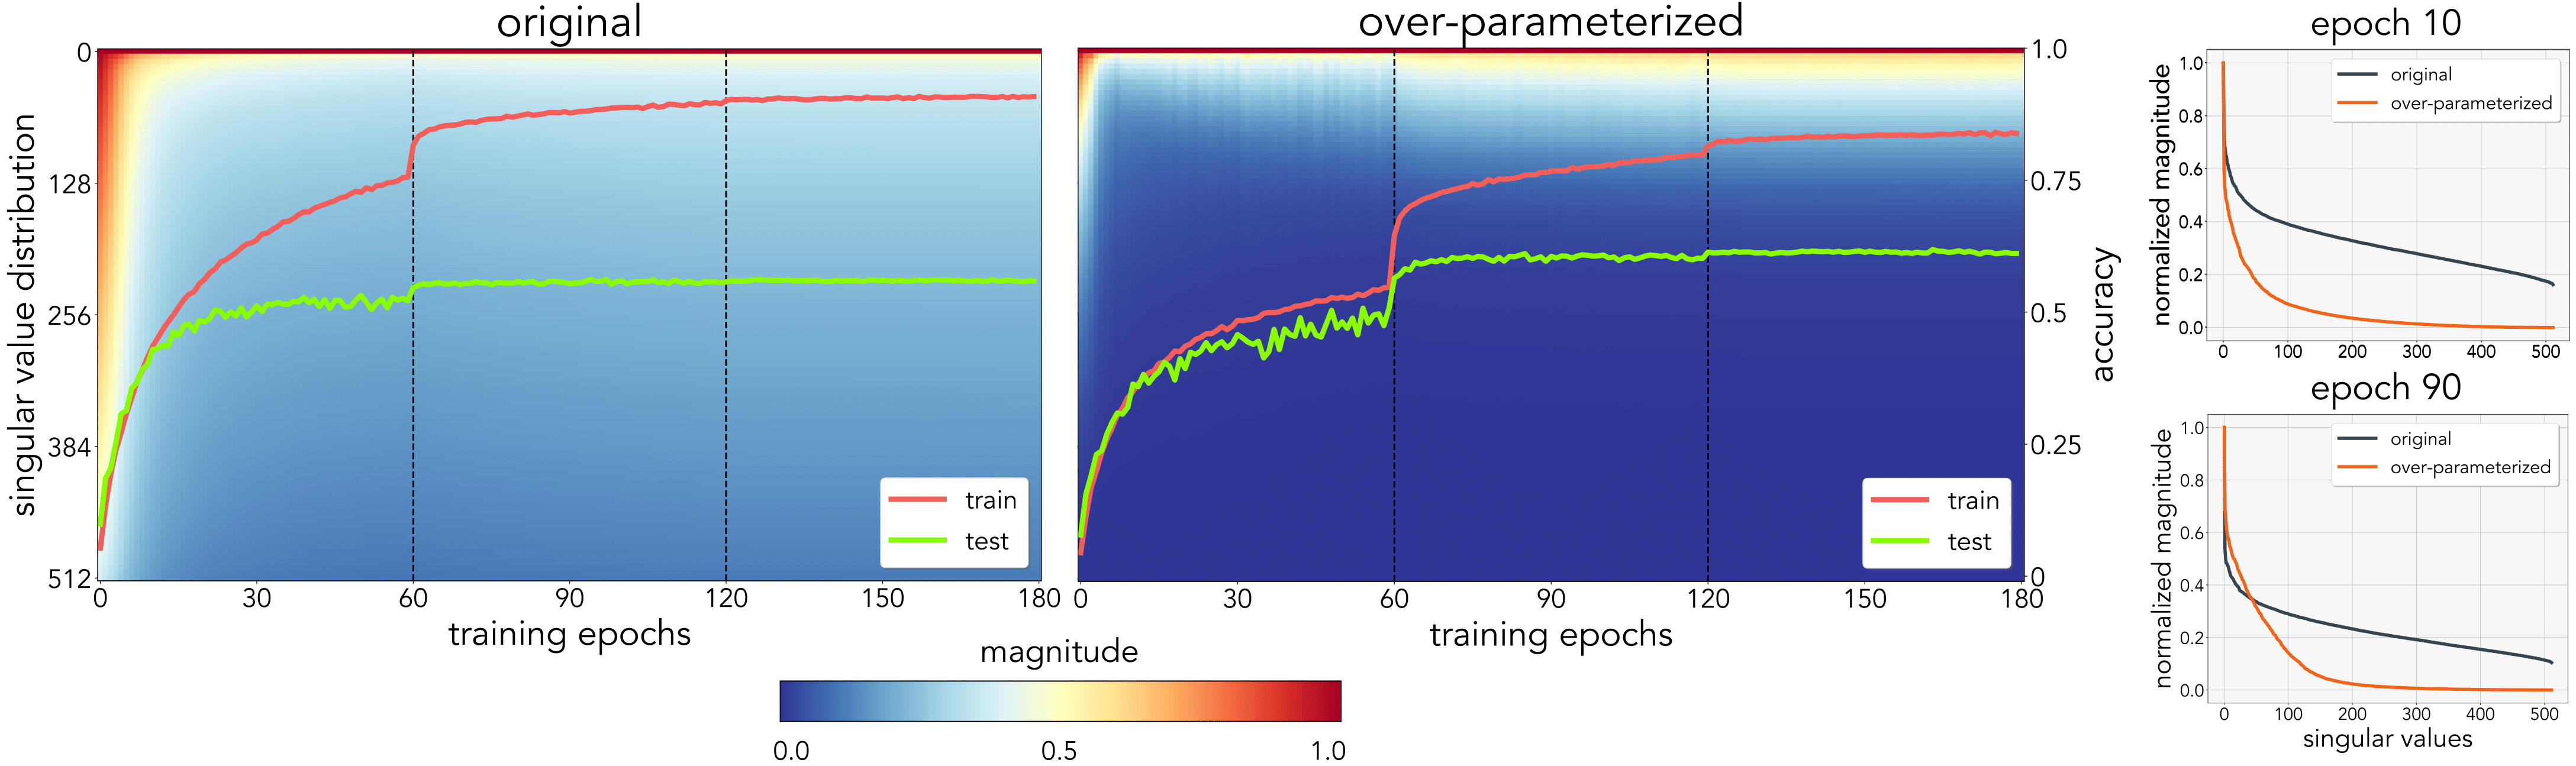 original
singular value distribution
0
128
256
384
512
train
test
0 30 60 90 120 150 180
training epochs
over-parameterized
1.0
0.75
0.5
0.25
0
accuracy
train
test
0 30 60 90 120 150 180
training epochs
magnitude
0.0 0.5 1.0
epoch 10
normalized magnitude
1.0
0.8
0.6
0.4
0.2
0.0
original
over-parameterized
0 100 200 300 400 500
epoch 90
normalized magnitude
1.0
0.8
0.6
0.4
0.2
0.0
original
over-parameterized
0 100 200 300 400 500
singular values